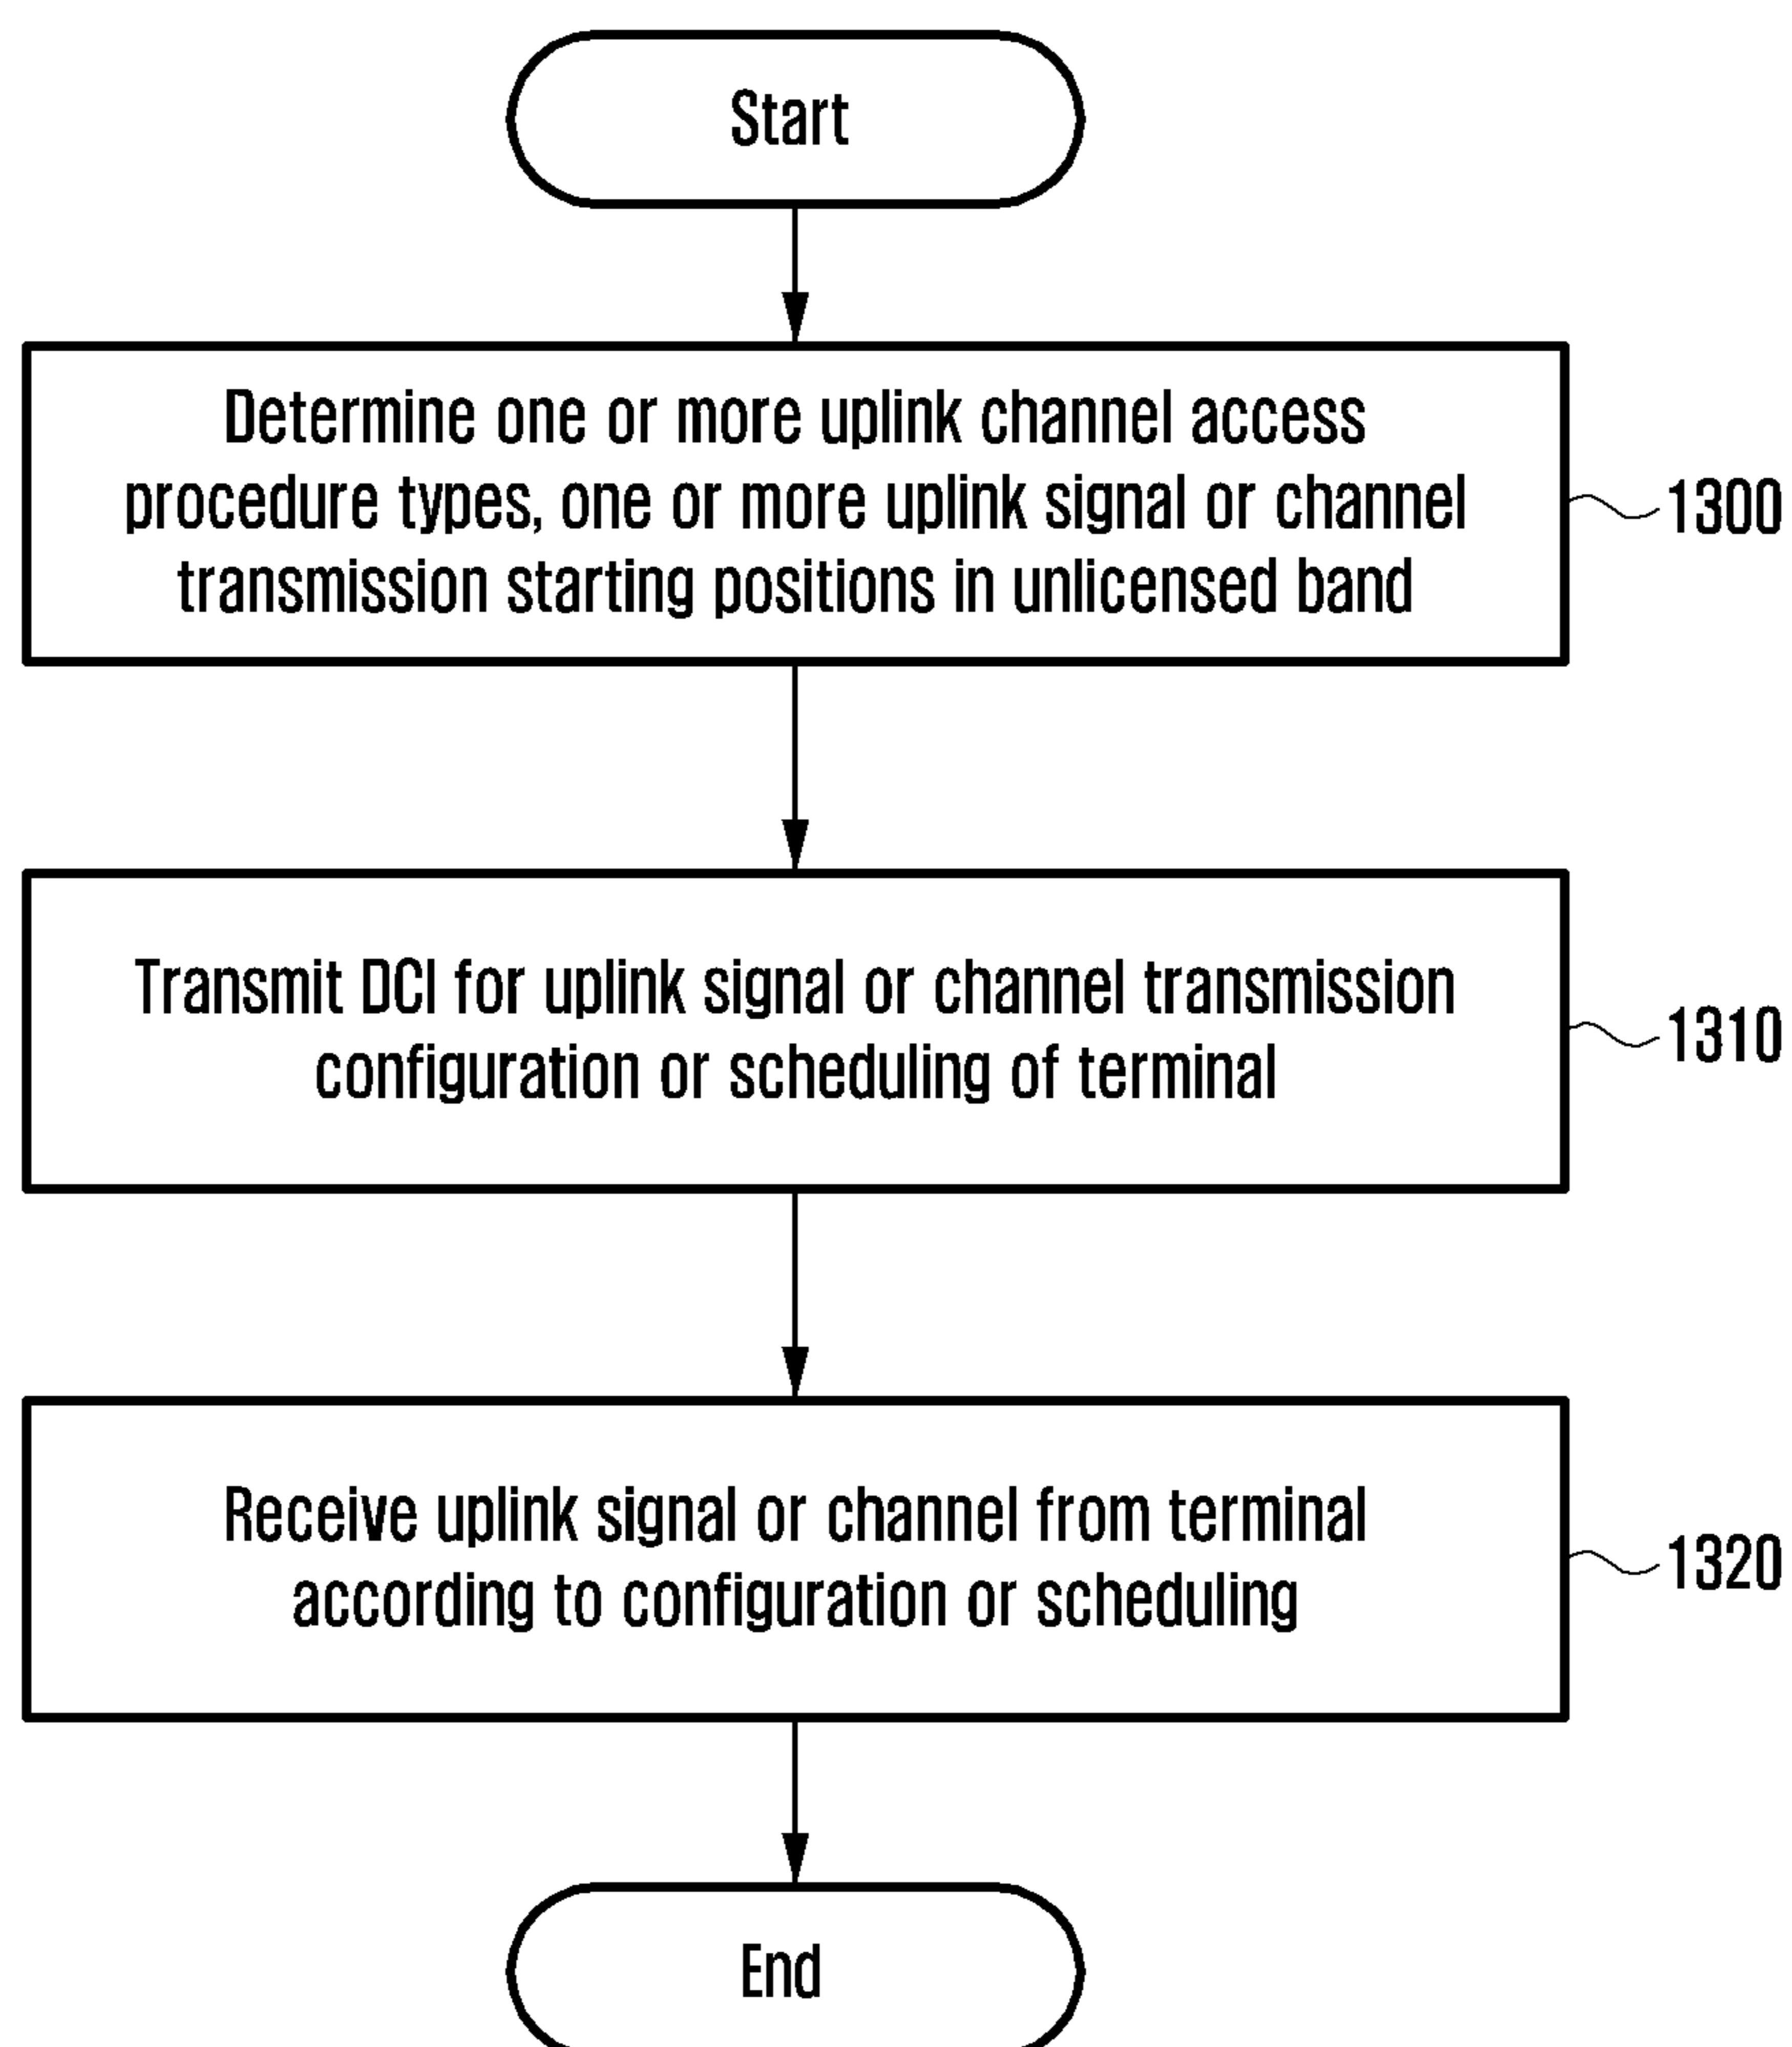 Start
Determine one or more uplink channel access
procedure types, one or more uplink signal or channel
transmission starting positions in unlicensed band
1300
Transmit DCI for uplink signal or channel transmission
configuration or scheduling of terminal
1310
Receive uplink signal or channel from terminal
according to configuration or scheduling
1320
End